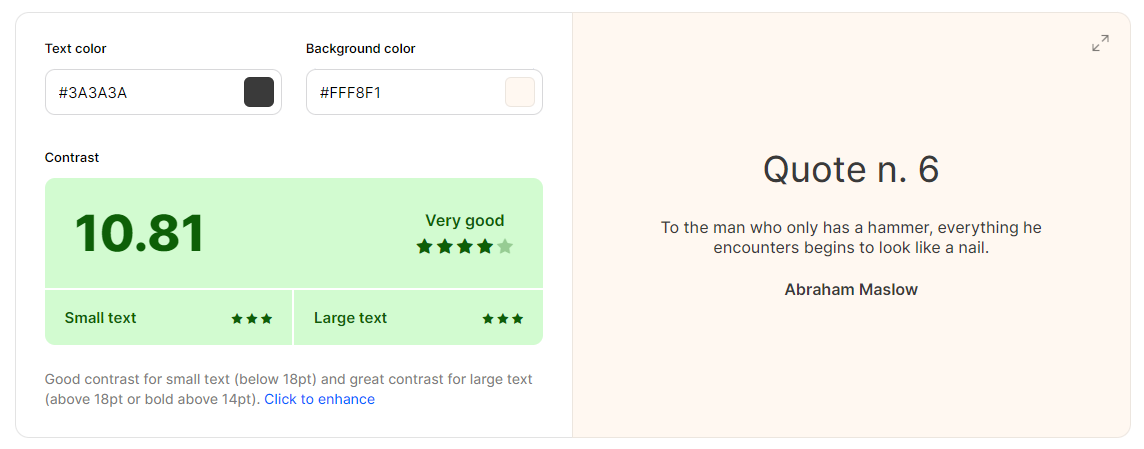 Text color
Background color
#3A3A3A
#FFF8F1
Contrast
10.81
Very good
Small text
Large text
Good contrast for small text (below 18pt) and great contrast for large text
(above 18pt or bold above 14pt). Click to enhance
Quote n. 6
To the man who only has a hammer, everything he
encounters begins to look like a nail.
Abraham Maslow